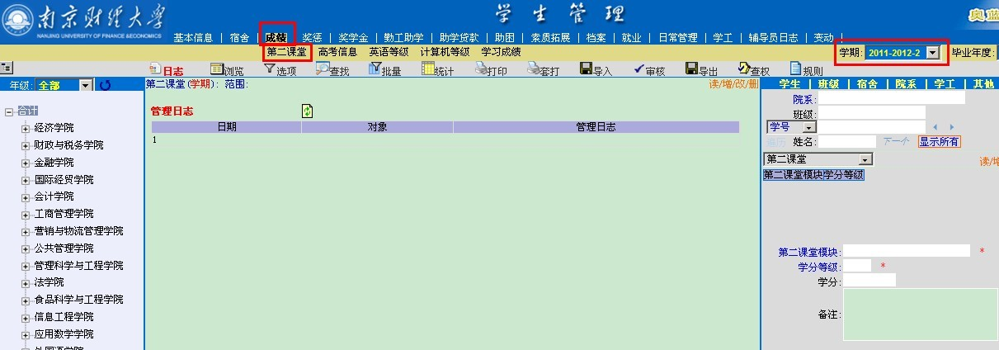 南京财经大学
NANJING UNIVERSITY OF FINANCE &ECONOMICS
学生管理
奥蓝
基本信息 | 宿舍 | 成绩 | 奖惩 | 奖学金 | 勤工助学 | 助学贷款 | 助困 | 素质拓展 | 档案 | 就业 | 日常管理 | 学工 | 辅导员日志 | 变动
第二课堂 高考信息 英语等级 计算机等级 学习成绩
学期: 2011-2012-2 毕业年度:
日志 浏览 选项 查找 批量 统计 打印 套打 导入 审核 导出 查权 规则
年级: 全部
第二课堂 (学期): 范围:
读/增/改/删
学生 | 班级 | 宿舍 | 院系 | 学工 | 其他
合计
经济学院
财政与税务学院
金融学院
国际经贸学院
会计学院
工商管理学院
营销与物流管理学院
公共管理学院
管理科学与工程学院
法学院
食品科学与工程学院
信息工程学院
应用数学学院
外国语学院
管理日志
日期 对象 管理日志
1
院系:
班级:
学号
遍历 姓名: 下一个 显示所有
第二课堂
读/增
第二课堂模块学分等级
第二课堂模块: *
学分等级: *
学分:
备注: